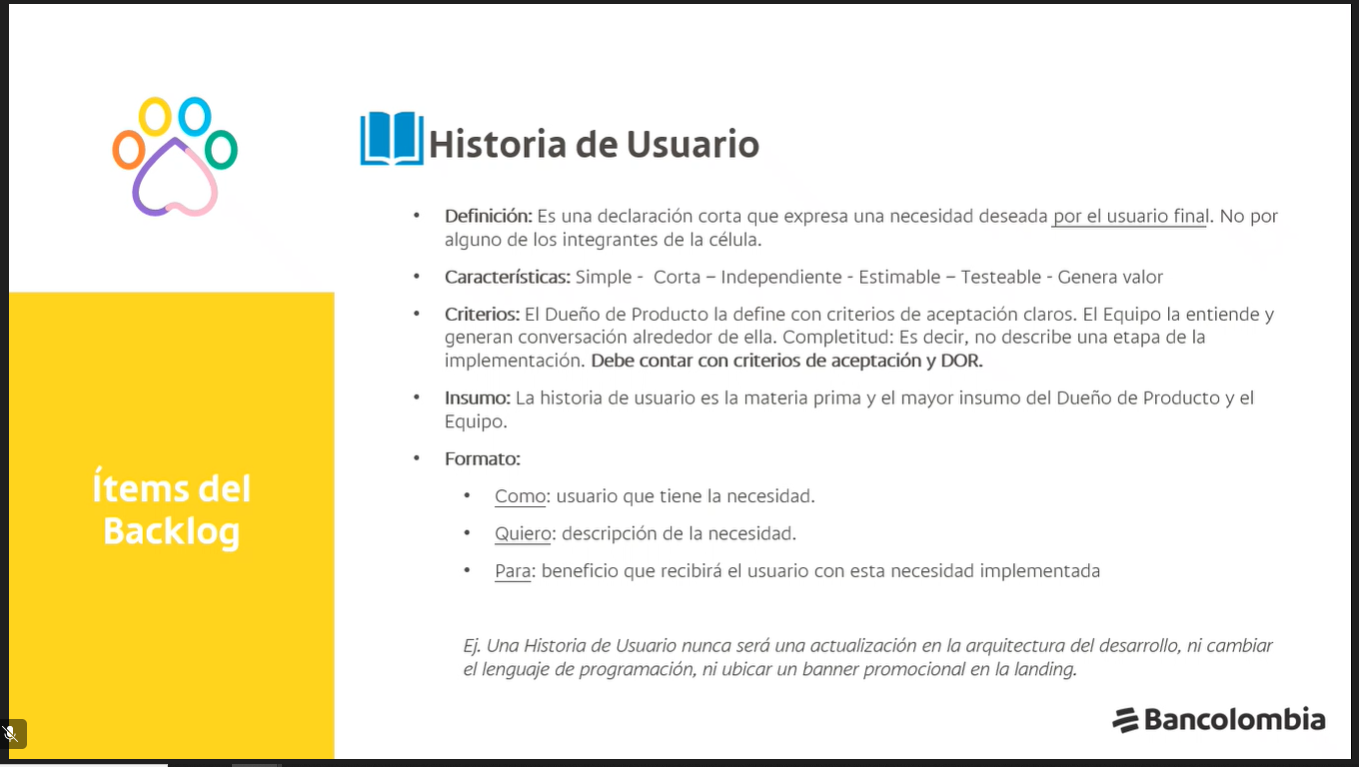 Historia de Usuario
• Definición: Es una declaración corta que expresa una necesidad deseada por el usuario final. No por
alguno de los integrantes de la célula.
• Características: Simple -  Corta – Independiente - Estimable – Testeable - Genera valor
• Criterios: El Dueño de Producto la define con criterios de aceptación claros. El Equipo la entiende y
generan conversación alrededor de ella. Completitud: Es decir, no describe una etapa de la
implementación. Debe contar con criterios de aceptación y DOR.
• Insumo: La historia de usuario es la materia prima y el mayor insumo del Dueño de Producto y el
Equipo.
• Formato:
• Como: usuario que tiene la necesidad.
• Quiero: descripción de la necesidad.
• Para: beneficio que recibirá el usuario con esta necesidad implementada
Ej. Una Historia de Usuario nunca será una actualización en la arquitectura del desarrollo, ni cambiar
el lenguaje de programación, ni ubicar un banner promocional en la landing.
Ítems del
Backlog
Bancolombia